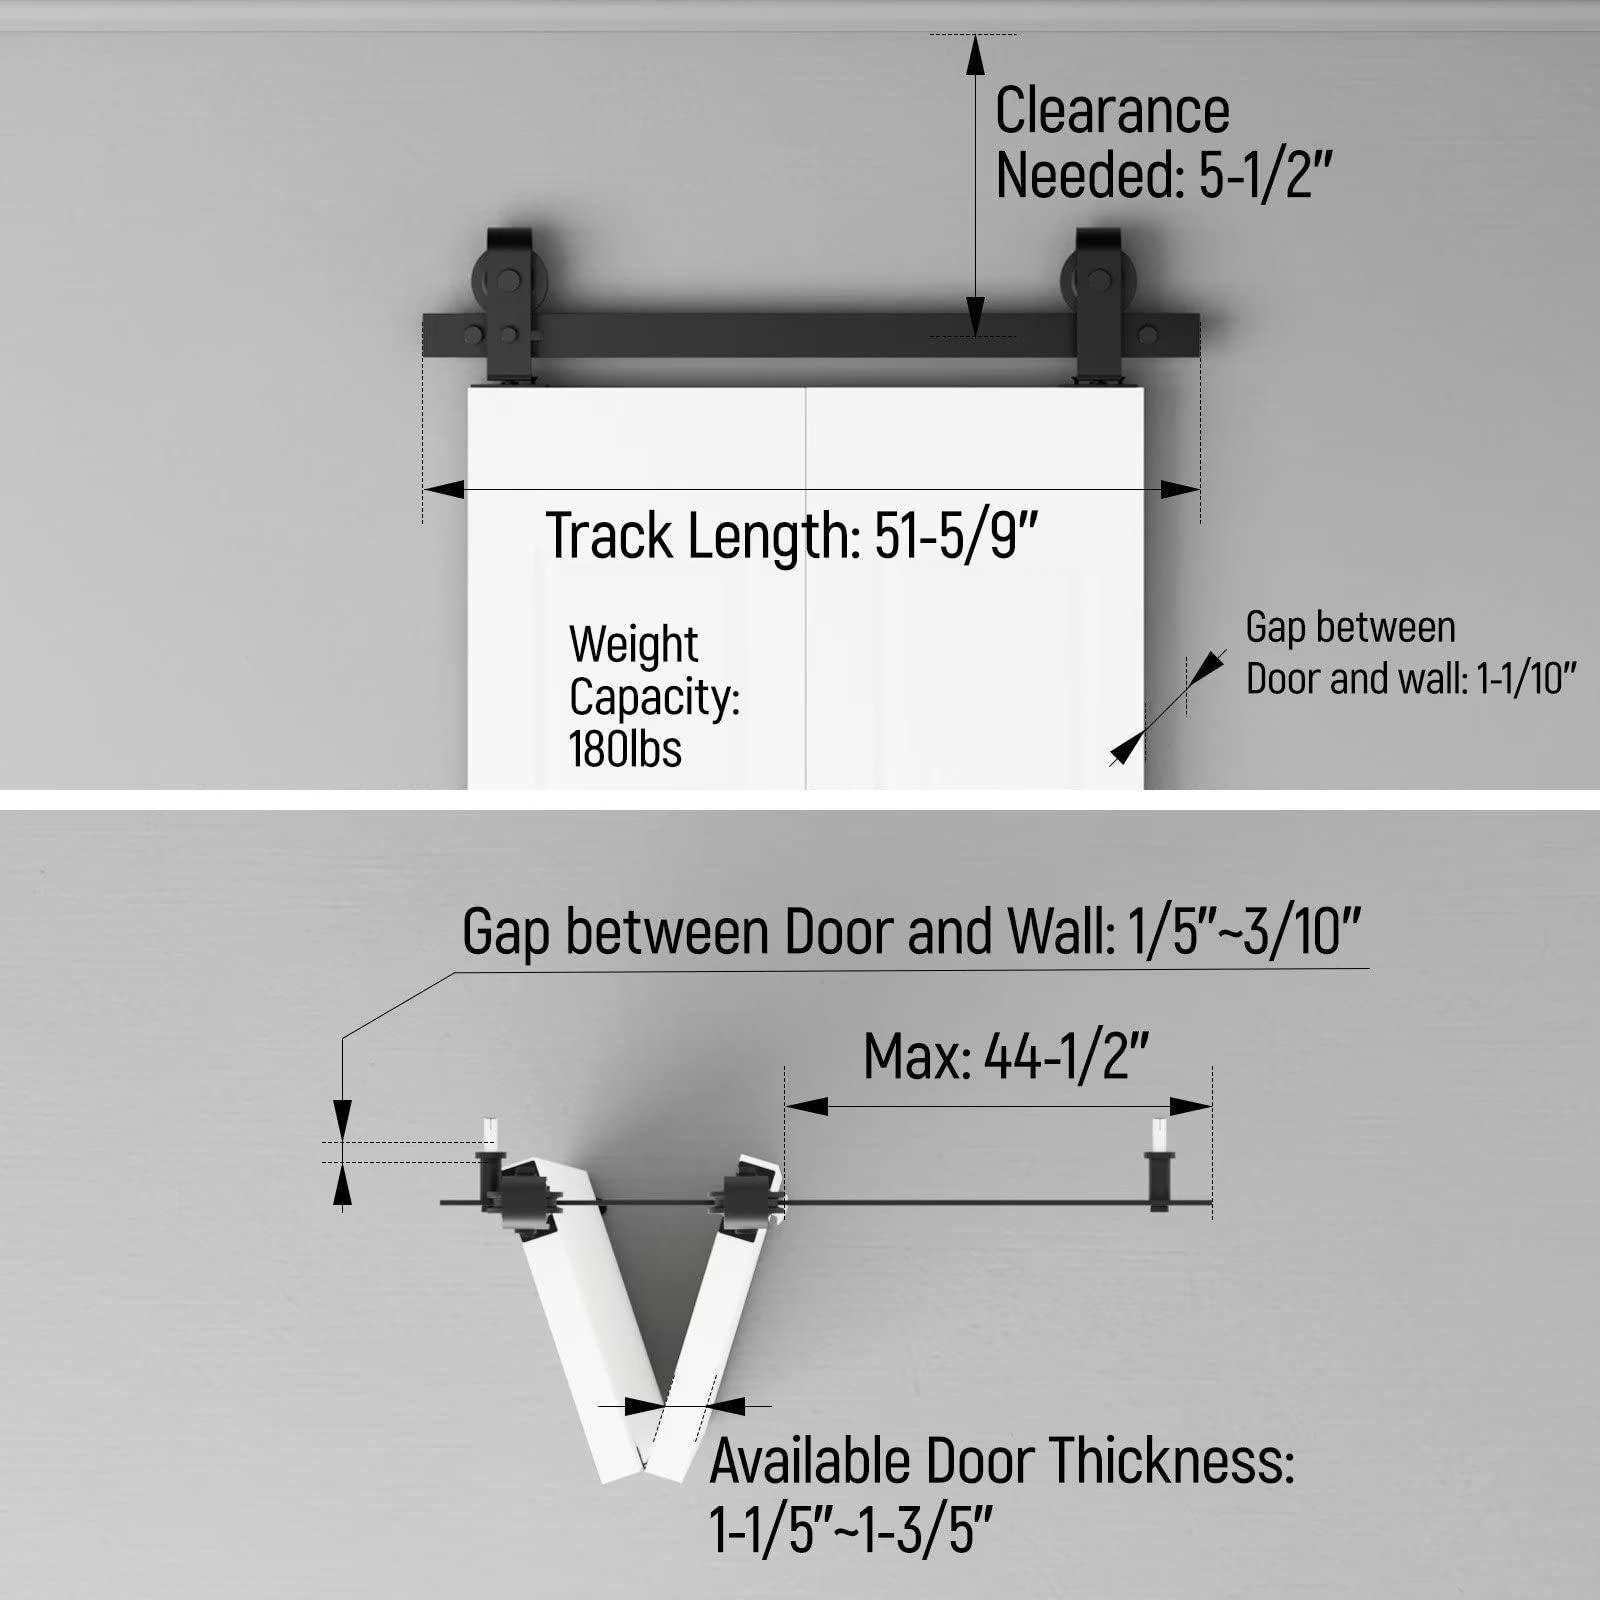 Clearance
Needed: 5-1/2″
Track Length: 51-5/9″
Weight
Capacity:
180lbs
Gap between
Door and wall: 1-1/10″
Gap between Door and Wall: 1/5″~3/10″
Max: 44-1/2″
Available Door Thickness:
1-1/5″~1-3/5″